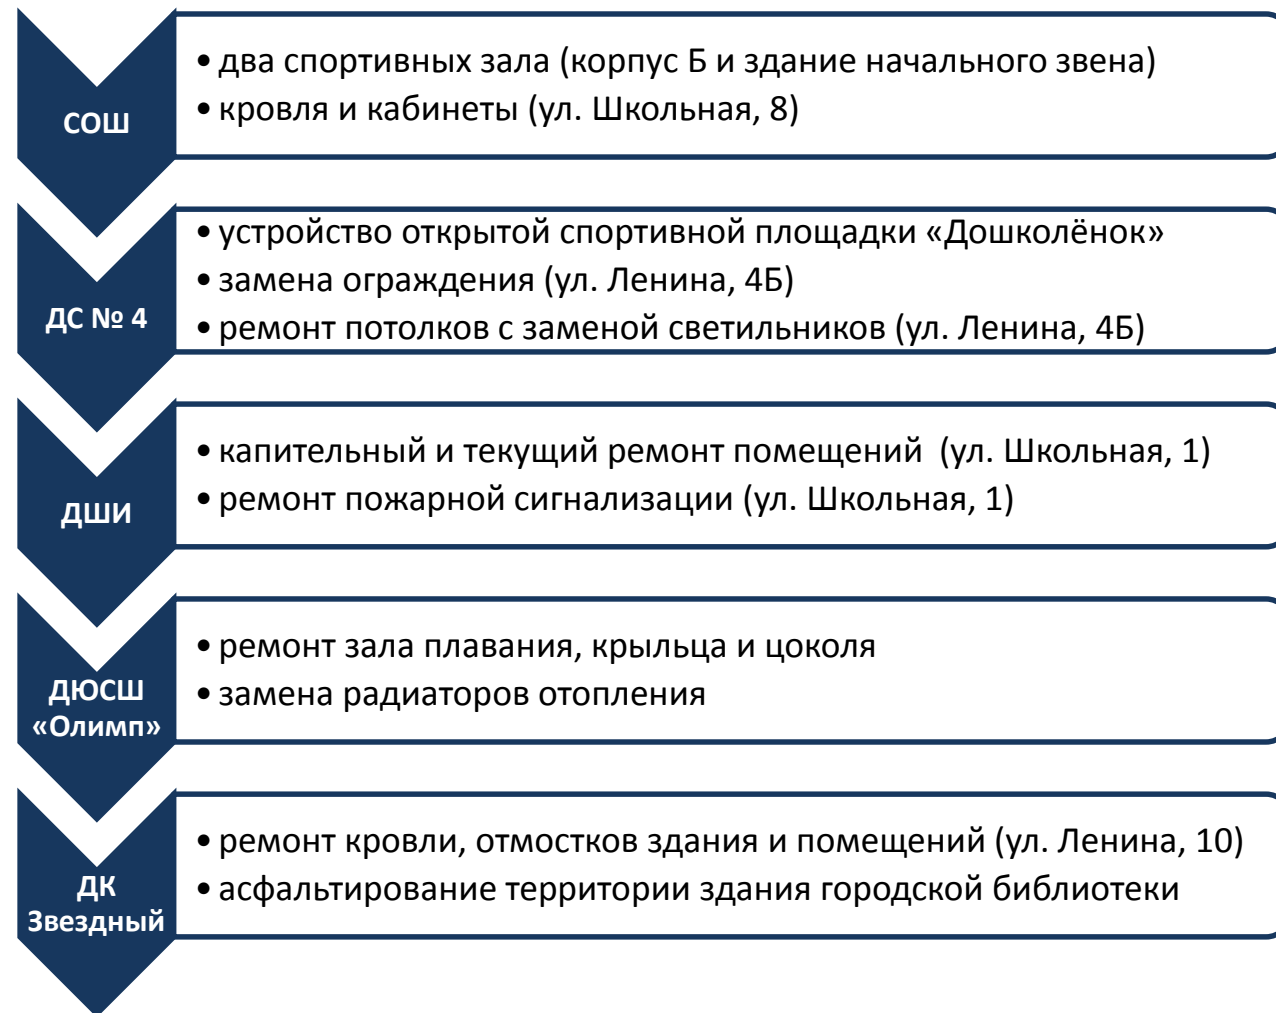 СОШ
• два спортивных зала (корпус Б и здание начального звена)
• кровля и кабинеты (ул. Школьная, 8)
ДС № 4
• устройство открытой спортивной площадки «Дошколёнок»
• замена ограждения (ул. Ленина, 4Б)
• ремонт потолков с заменой светильников (ул. Ленина, 4Б)
ДШИ
• капительный и текущий ремонт помещений (ул. Школьная, 1)
• ремонт пожарной сигнализации (ул. Школьная, 1)
ДЮСШ
«Олимп»
• ремонт зала плавания, крыльца и цоколя
• замена радиаторов отопления
ДК
Звездный
• ремонт кровли, отмостков здания и помещений (ул. Ленина, 10)
• асфальтирование территории здания городской библиотеки